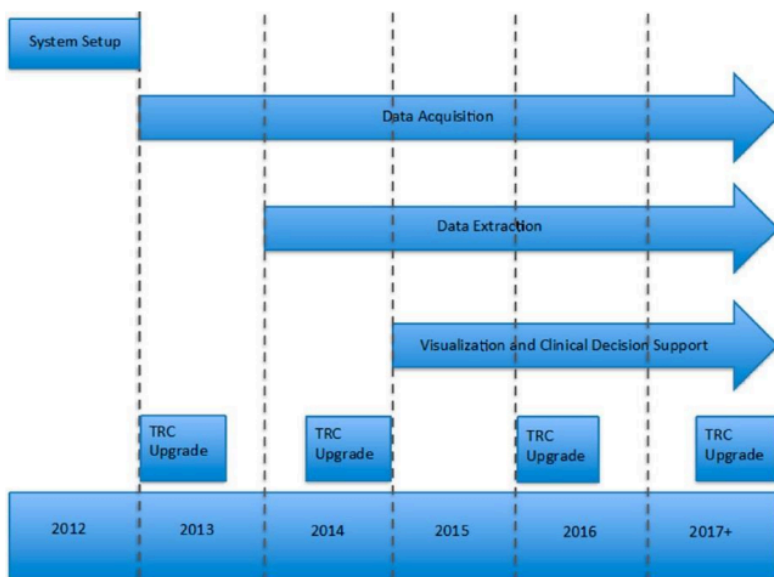 System Setup
Data Acquisition
Data Extraction
Visualization and Clinical Decision Support
TRC
Upgrade
TRC
Upgrade
TRC
Upgrade
TRC
Upgrade
2012
2013
2014
2015
2016
2017+